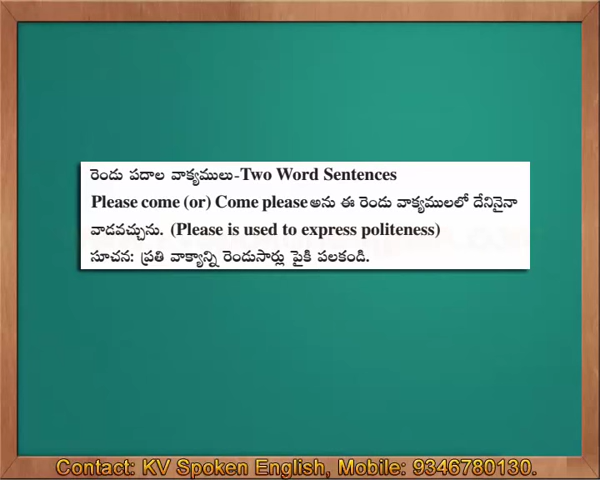 రెండు పదాల వాక్యములు-Two Word Sentences
Please come (or) Come please అను ఈ రెండు వాక్యములలో దేనినైనా
వాడవచ్చును. (Please is used to express politeness)
సూచన: ప్రతి వాక్యాన్ని రెండుసార్లు పైకి పలకండి.
Contact: KV Spoken English, Mobile: 9346780130.